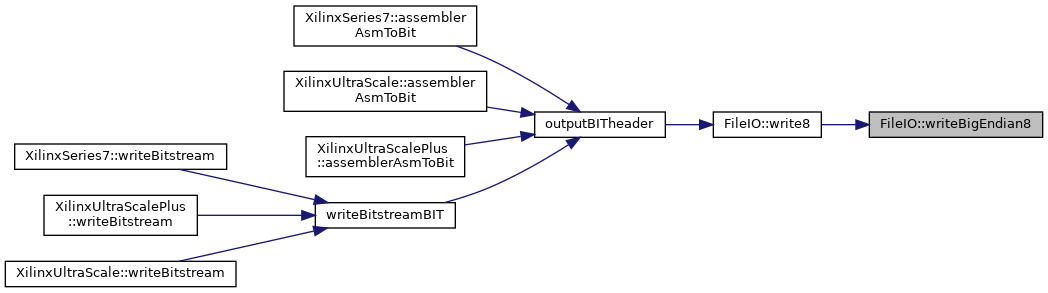 XilinxSeries7::assembler
AsmToBit
XilinxUltraScale::assembler
AsmToBit
outputBITheader
FileIO::write8
FileIO::writeBigEndian8
XilinxUltraScalePlus
::assemblerAsmToBit
XilinxSeries7::writeBitstream
XilinxUltraScalePlus
::writeBitstream
writeBitstreamBIT
XilinxUltraScale::writeBitstream